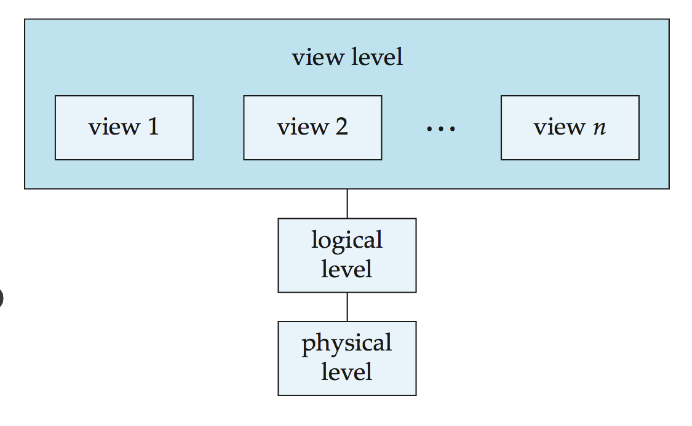 view level
view 1
view 2
...
view n
logical
level
physical
level